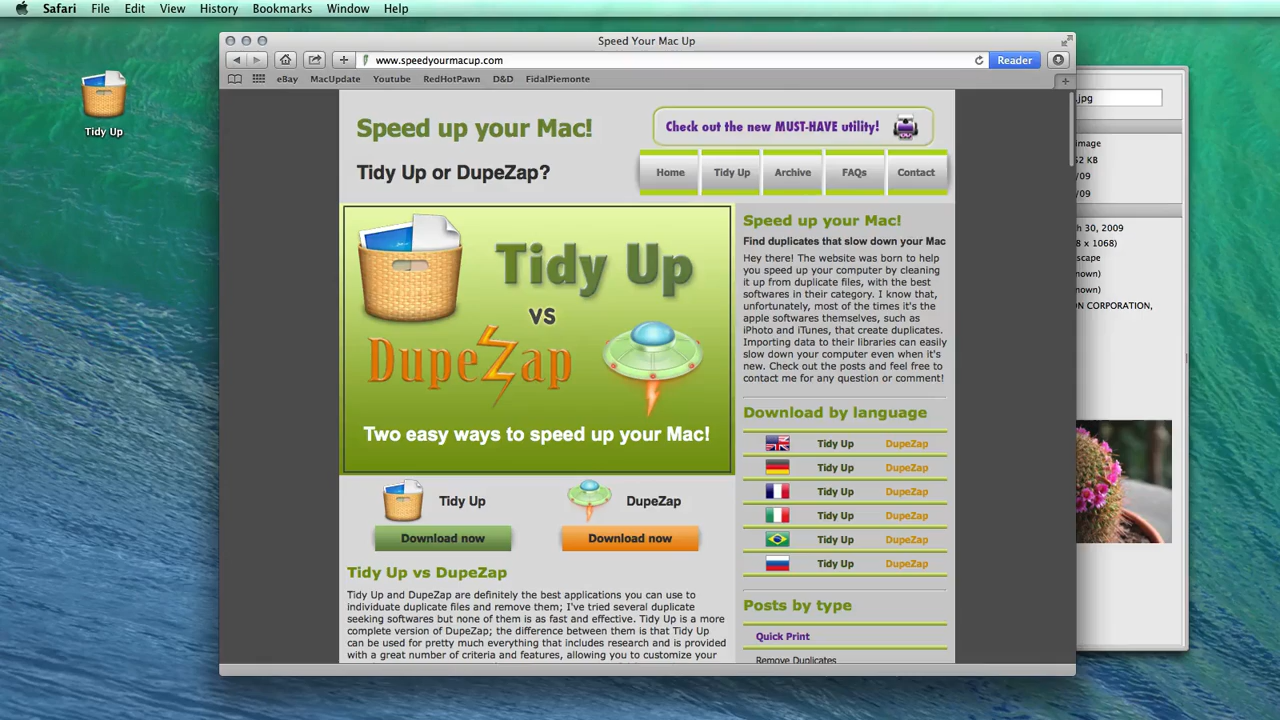 Safari File Edit View History Bookmarks Window Help
Tidy Up
Speed Your Mac Up
www.speedyourmacup.com
Reader
eBay MacUpdate Youtube RedHotPawn D&D FidalPiemonte
Speed up your Mac!
Check out the new MUST-HAVE utility!
Tidy Up or DupeZap?
Home Tidy Up Archive FAQs Contact
Tidy Up
VS
DupeZap
Two easy ways to speed up your Mac!
Tidy Up DupeZap
Download now Download now
Tidy Up vs DupeZap
Tidy Up and DupeZap are definitely the best applications you can use to
individuate duplicate files and remove them; I've tried several duplicate
seeking softwares but none of them is as fast and effective. Tidy Up is a more
complete version of DupeZap; the difference between them is that Tidy Up
can be used for pretty much everything that includes research and is provided
with a great number of criteria and features, allowing you to customize your
Speed up your Mac!
Find duplicates that slow down your Mac
Hey there! The website was born to help
you speed up your computer by cleaning
it up from duplicate files, with the best
softwares in their category. I know that,
unfortunately, most of the times it's the
apple softwares themselves, such as
iPhoto and iTunes, that create duplicates.
Importing data to their libraries can easily
slow down your computer even when it's
new. Check out the posts and feel free to
contact me for any question or comment!
Download by language
Tidy Up DupeZap
Tidy Up DupeZap
Tidy Up DupeZap
Tidy Up DupeZap
Tidy Up DupeZap
Tidy Up DupeZap
Posts by type
Quick Print
Remove Duplicates
.jpg
image
52 KB
/09
/09
h 30, 2009
8 x 1068)
scape
nown)
nown)
ON CORPORATION,